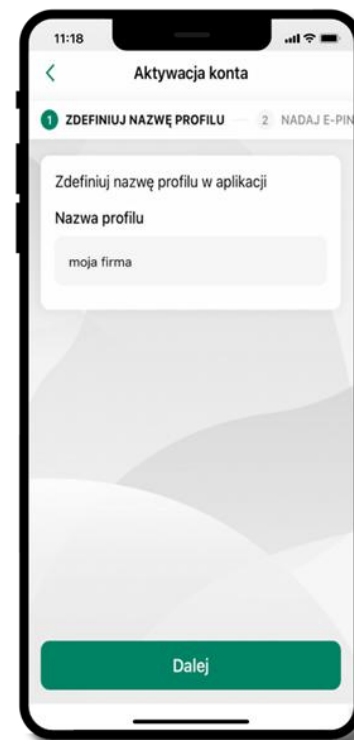 11:18
Aktywacja konta
1 ZDEFINIUJ NAZWĘ PROFILU 2 NADAJ E-PIN
Zdefiniuj nazwę profilu w aplikacji
Nazwa profilu
moja firma
Dalej